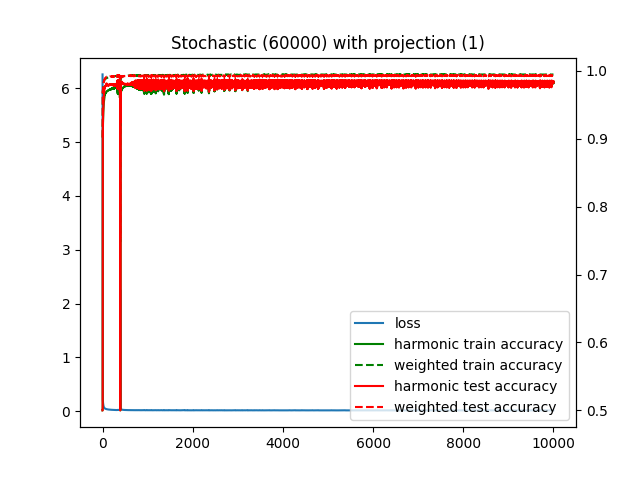 Stochastic (60000) with projection (1)
6
5
4
3
2
1
0
1.0
0.9
0.8
0.7
0.6
0.5
loss
harmonic train accuracy
weighted train accuracy
harmonic test accuracy
weighted test accuracy
0 2000 4000 6000 8000 10000